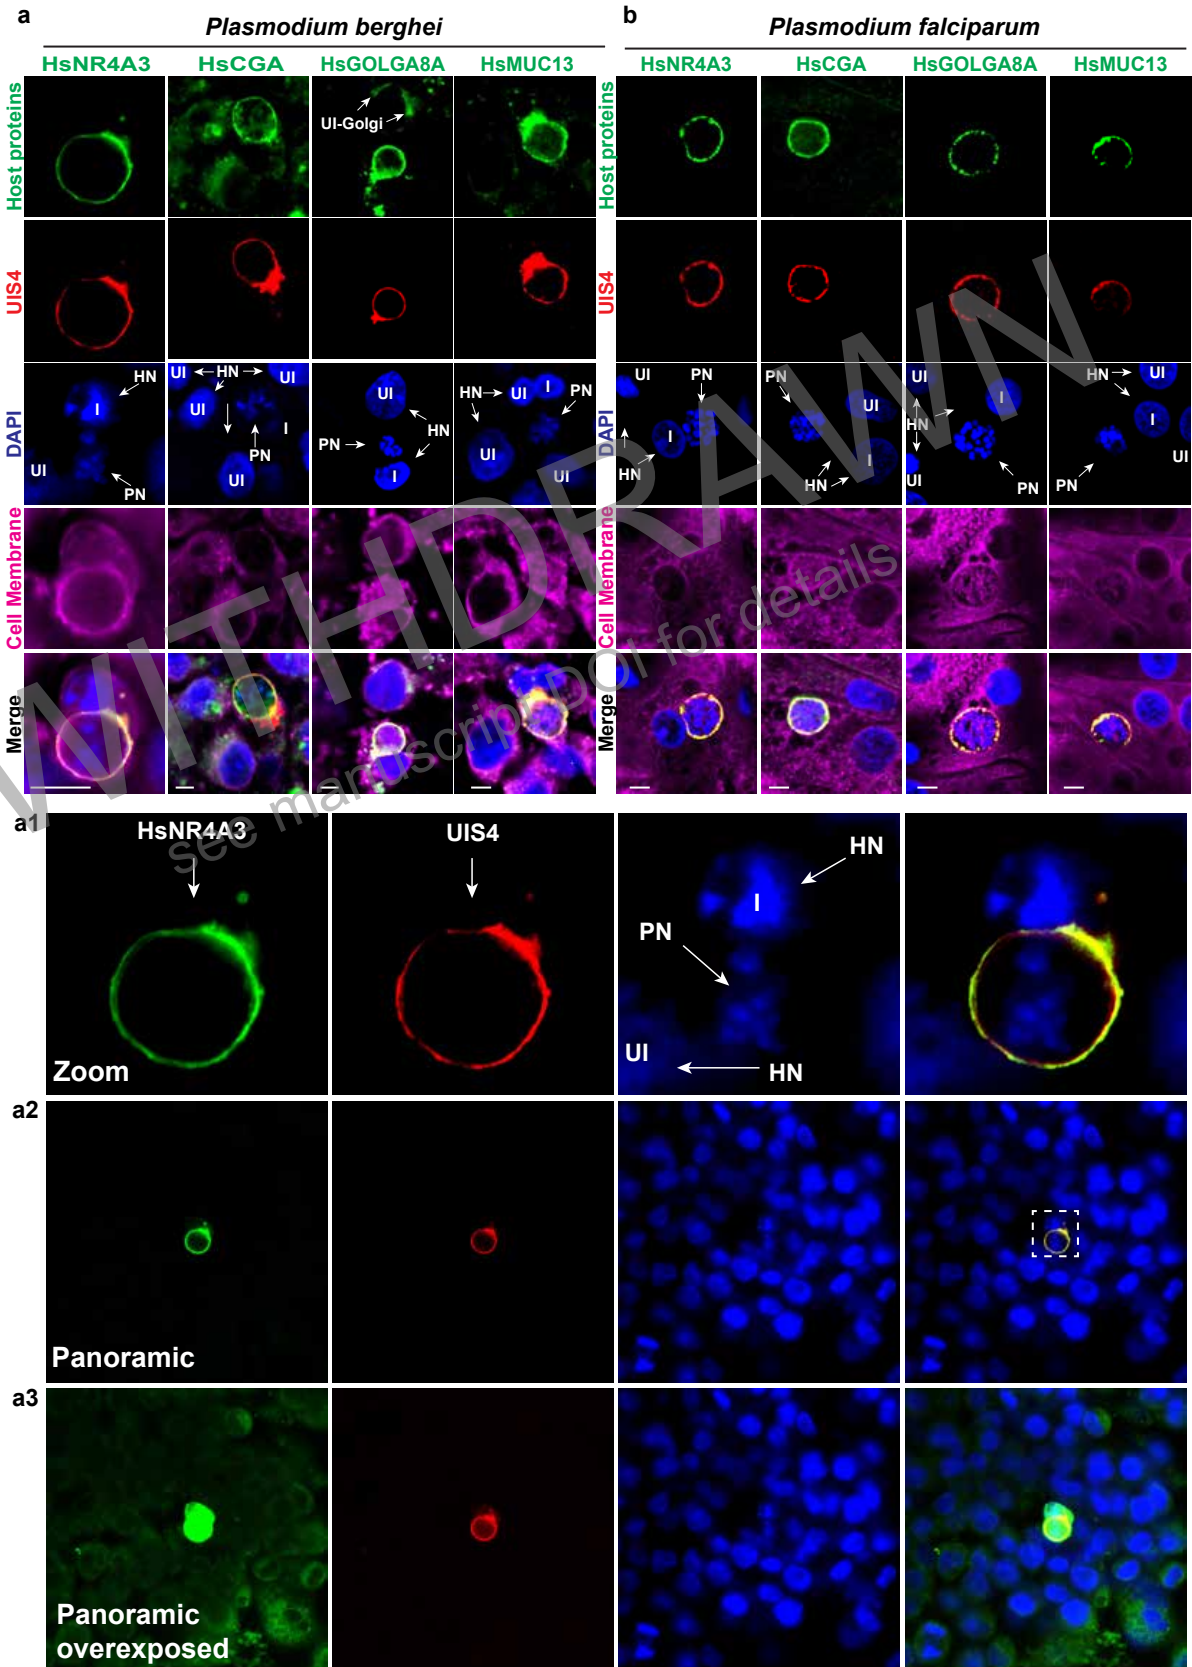 a
Plasmodium berghei
b
Plasmodium falciparum
HsNR4A3 HsCGA HsGOLGA8A HsMUC13
HsNR4A3 HsCGA HsGOLGA8A HsMUC13
Host proteins
UI-Golgi
Host proteins
UIS4
UIS4
DAPI
HN
I
UI
PN
UI
HN
UI
UI
I
PN
UI
UI
HN
PN
I
HN
UI
I
PN
UI
UI
DAPI
UI
PN
I
HN
PN
UI
I
HN
UI
I
HN
UI
PN
HN
UI
I
UI
PN
Cell Membrane
Cell Membrane
Merge
Merge
WITHDRAWN
see manuscript DOI for details
a1
HsNR4A3
UIS4
HN
I
PN
UI
HN
Zoom
a2
Panoramic
a3
Panoramic
overexposed